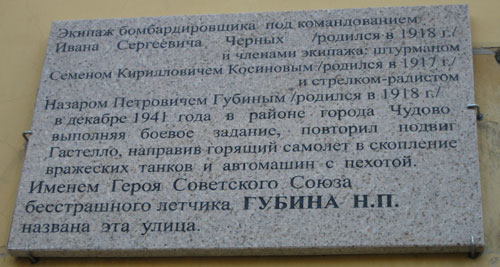 Экипаж бомбардировщика под командованием
Ивана Сергеевича Черных /родился в 1918 г./
и членами экипажа: штурманом
Семеном Кирилловичем Косиновым /родился в 1917 г./
и стрелком-радистом
Назаром Петровичем Губиным /родился в 1918 г./
в декабре 1941 года в районе города Чудово
выполняя боевое задание, повторил подвиг
Гастелло, направив горящий самолет в скопление
вражеских танков и автомашин с пехотой.
Именем Героя Советского Союза
бесстрашного летчика ГУБИНА Н.П.
названа эта улица.